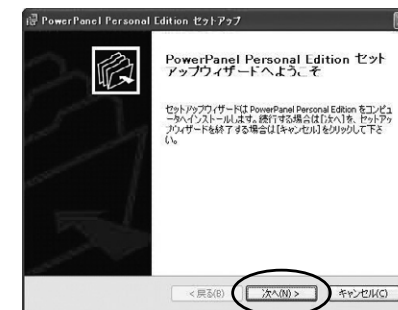 PowerPanel Personal Edition セットアップ
PowerPanel Personal Edition セット
アップウィザードへようこそ
セットアップウィザードは PowerPanel Personal Edition をコンピュ
ータへインストールします。続行する場合は[次へ]を、セットアッ
プウィザードを終了する場合は[キャンセル]をクリックして下さ
い。
< 戻る(B)
次へ(N) >
キャンセル(C)